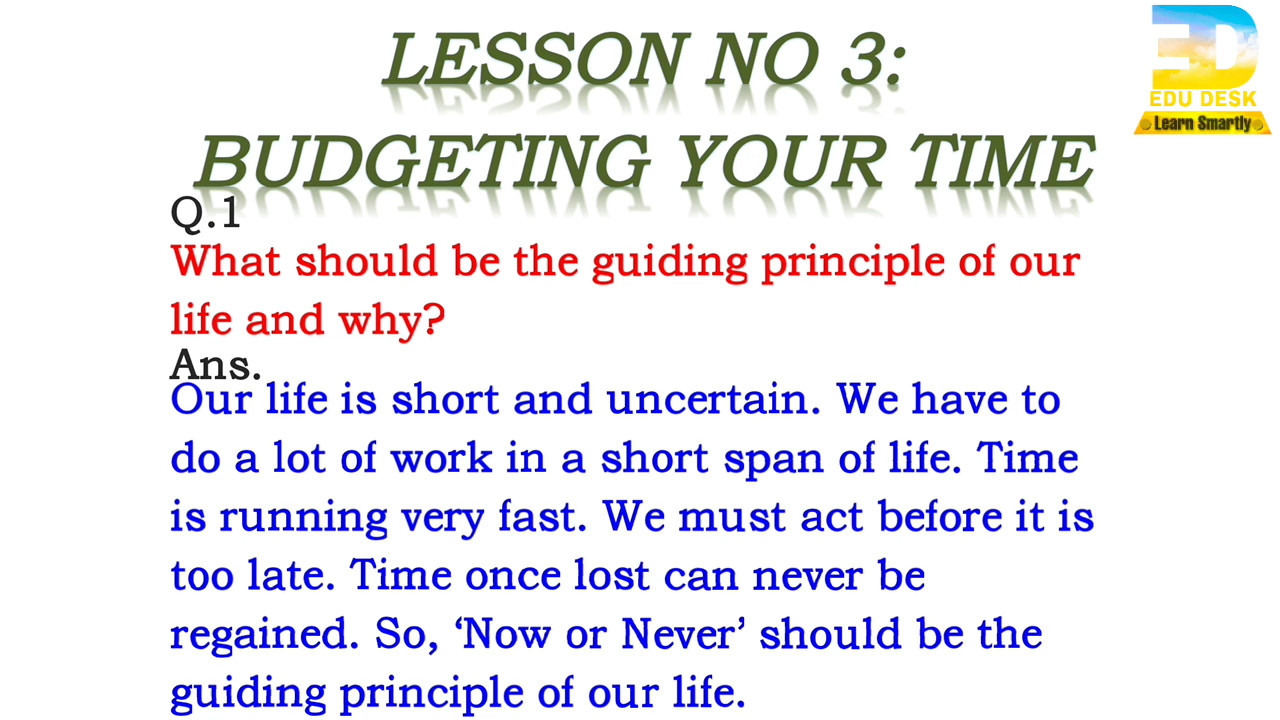 LESSON NO 3:
BUDGETING YOUR TIME
ED
EDU DESK
Learn Smartly
Q.1
What should be the guiding principle of our
life and why?
Ans.
Our life is short and uncertain. We have to
do a lot of work in a short span of life. Time
is running very fast. We must act before it is
too late. Time once lost can never be
regained. So, ‘Now or Never’ should be the
guiding principle of our life.